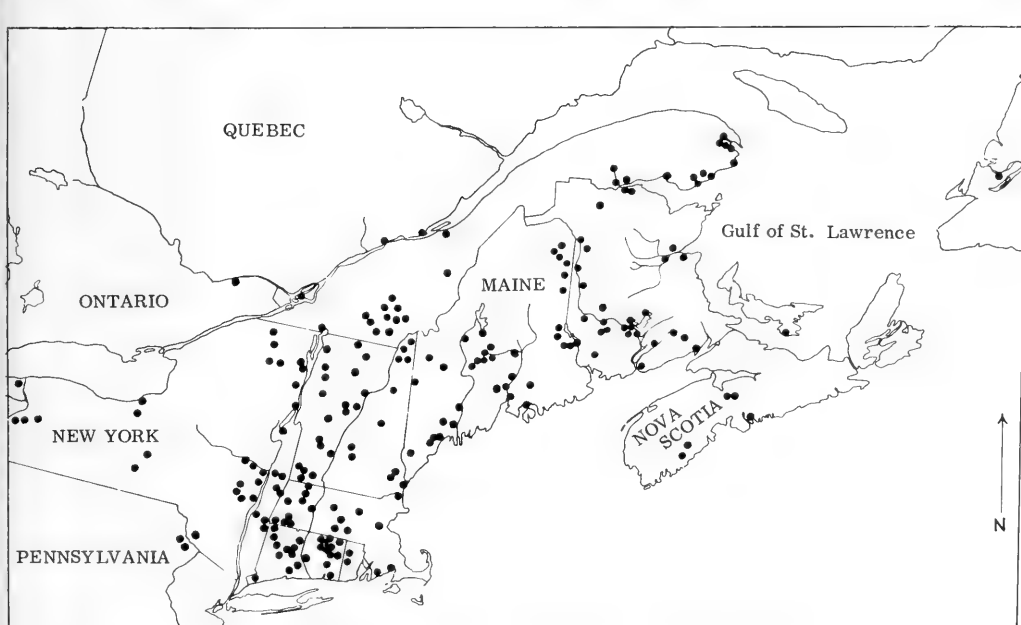 QUEBEC
Gulf of St. Lawrence
MAINE
ONTARIO
NOVA
SCOTIA
NEW YORK
N
PENNSYLVANIA